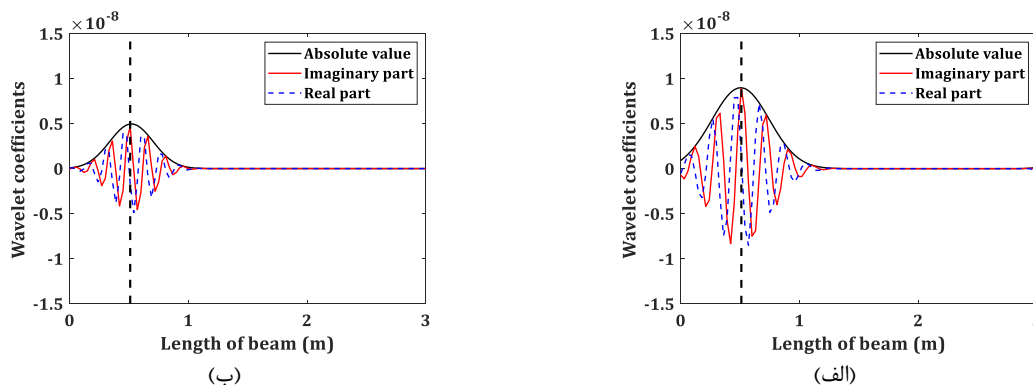 ×10⁻⁸
1.5
1
0.5
0
-0.5
-1
-1.5
Wavelet coefficients
Absolute value
Imaginary part
Real part
0 1 2 3
Length of beam (m)
(ب)
×10⁻⁸
1.5
1
0.5
0
-0.5
-1
-1.5
Wavelet coefficients
Absolute value
Imaginary part
Real part
0 1 2
Length of beam (m)
(الف)